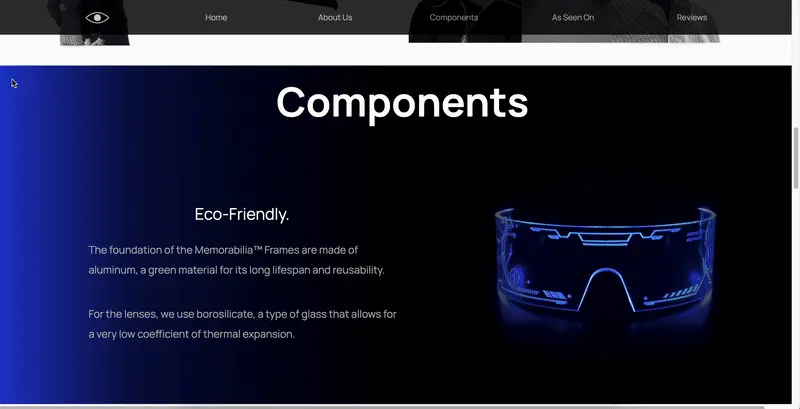 Home About Us Components As Seen On Reviews
Components
Eco-Friendly.
The foundation of the Memorabilia™ Frames are made of
aluminum, a green material for its long lifespan and reusability.
For the lenses, we use borosilicate, a type of glass that allows for
a very low coefficient of thermal expansion.